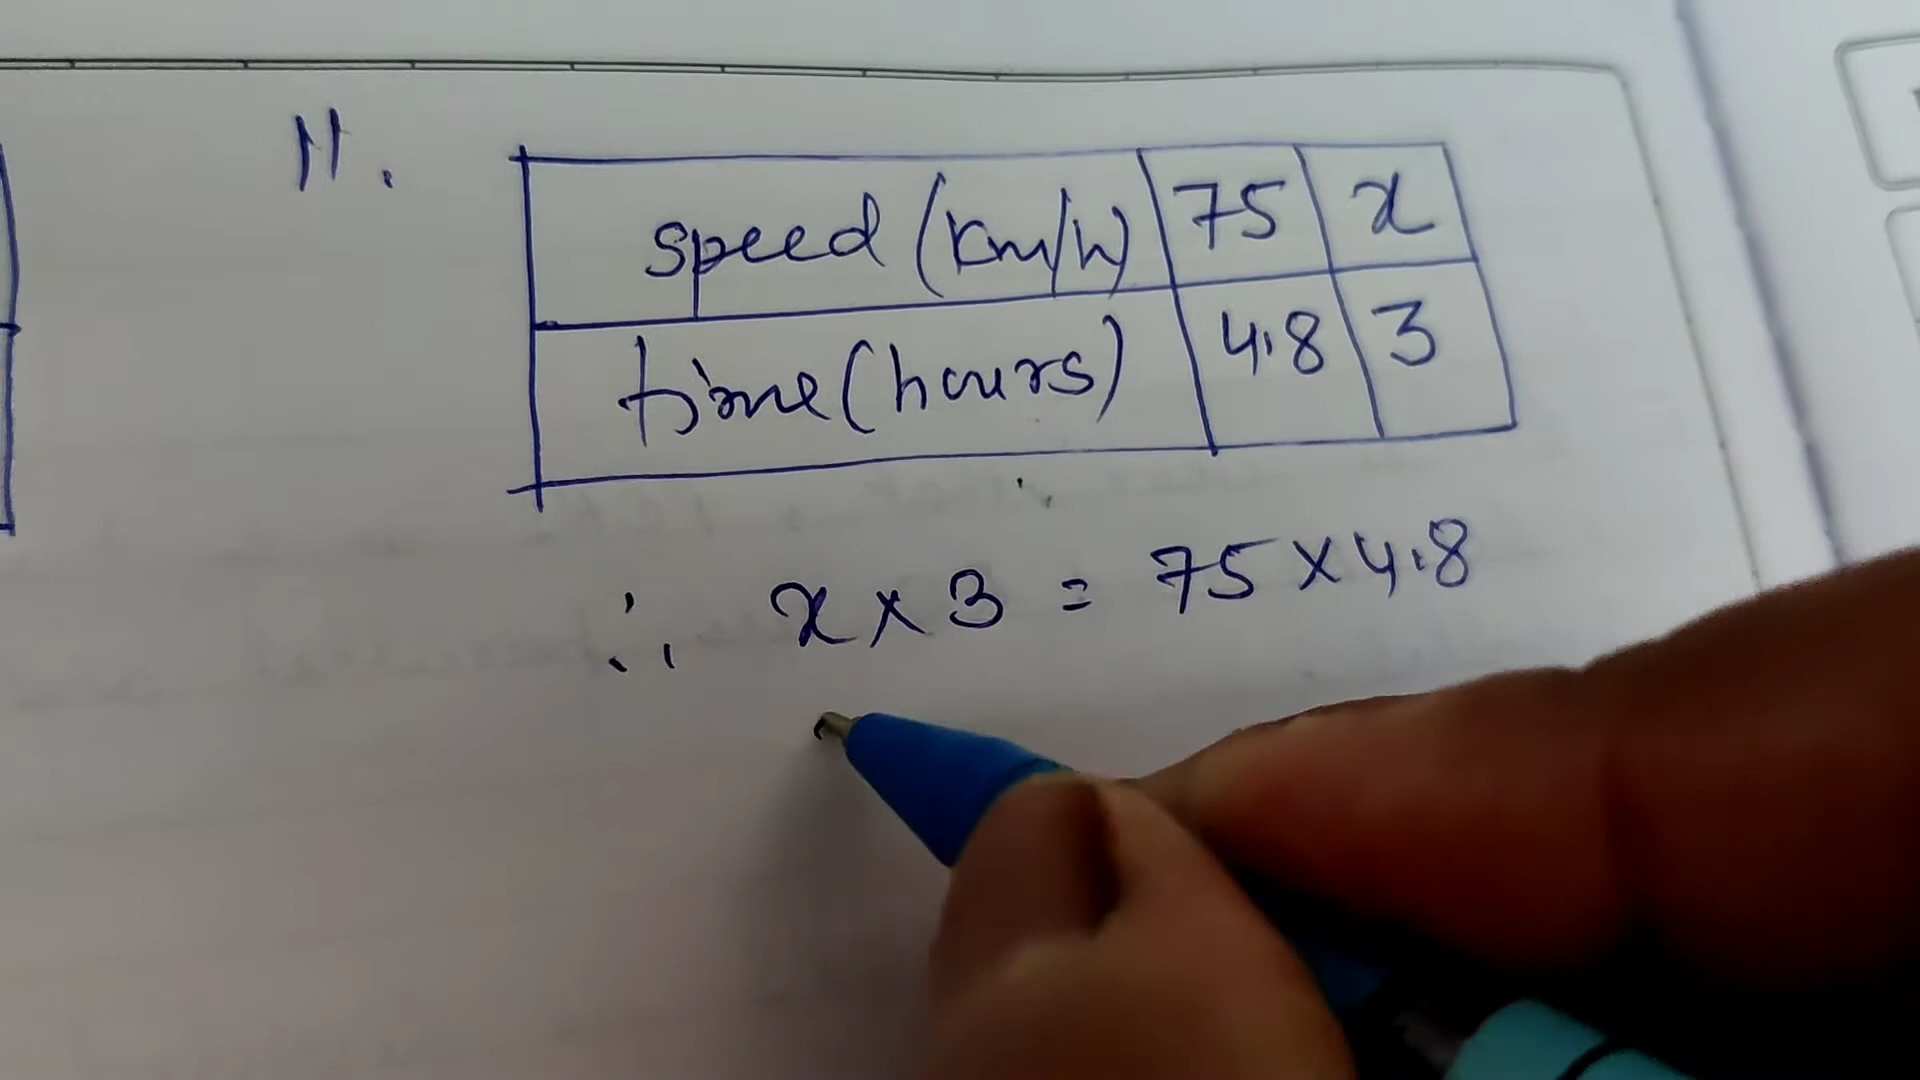 11.
speed (km/h) 75 x
time (hours) 4.8 3
∴ x × 3 = 75 × 4.8